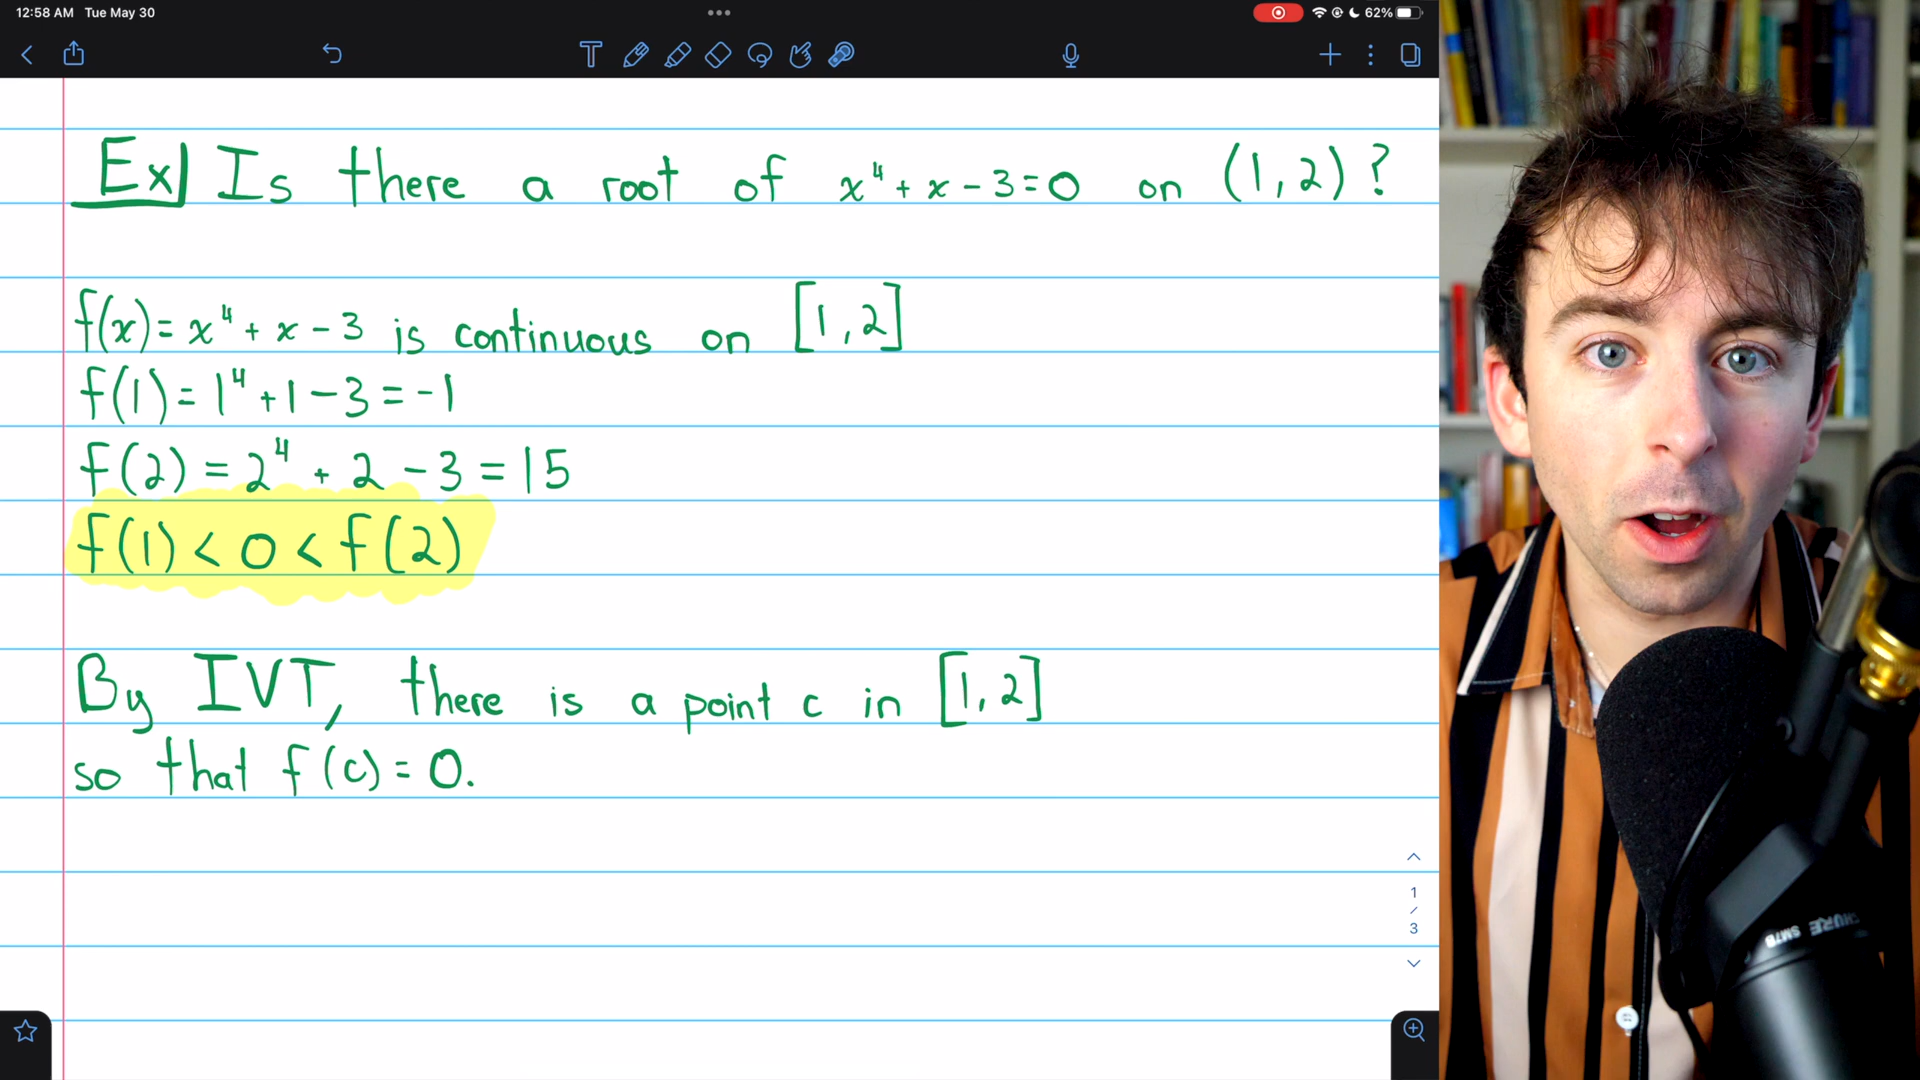 12:58 AM Tue May 30
62%
Ex| Is there a root of x⁴ + x - 3 = 0 on (1, 2)?
f(x) = x⁴ + x - 3 is continuous on [1, 2]
f(1) = 1⁴ + 1 - 3 = -1
f(2) = 2⁴ + 2 - 3 = 15
f(1) < 0 < f(2)
By IVT, there is a point c in [1, 2]
so that f(c) = 0.
1
/
3
SHURE SM7B